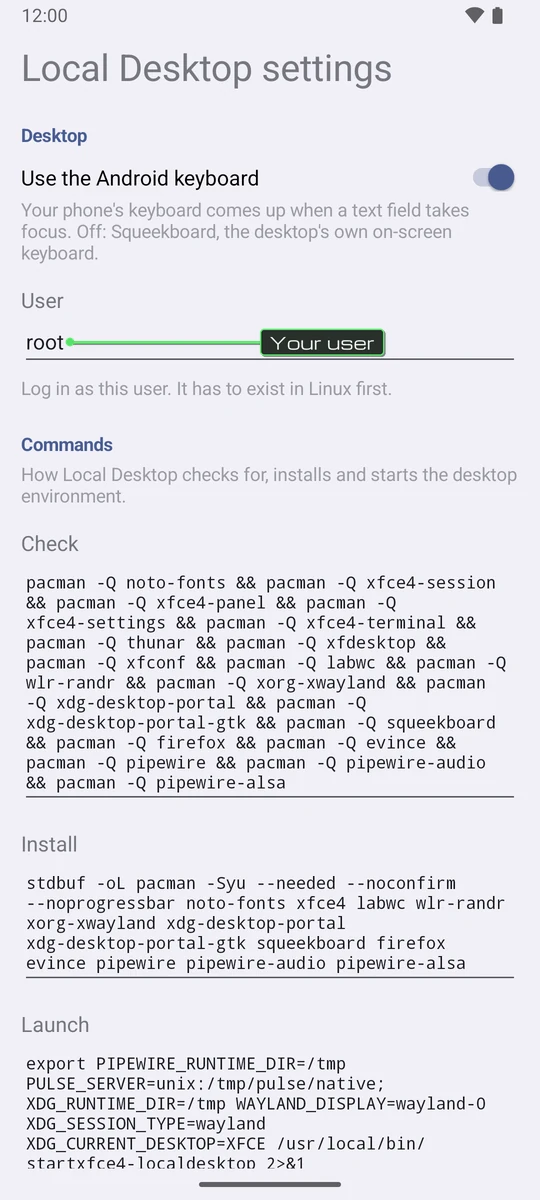 12:00
Local Desktop settings
Desktop
Use the Android keyboard
Your phone's keyboard comes up when a text field takes
focus. Off: Squeekboard, the desktop's own on-screen
keyboard.
User
root Your user
Log in as this user. It has to exist in Linux first.
Commands
How Local Desktop checks for, installs and starts the desktop
environment.
Check
pacman -Q noto-fonts && pacman -Q xfce4-session
&& pacman -Q xfce4-panel && pacman -Q
xfce4-settings && pacman -Q xfce4-terminal &&
pacman -Q thunar && pacman -Q xfdesktop &&
pacman -Q xfconf && pacman -Q labwc && pacman -Q
wlr-randr && pacman -Q xorg-xwayland && pacman
-Q xdg-desktop-portal && pacman -Q
xdg-desktop-portal-gtk && pacman -Q squeekboard
&& pacman -Q firefox && pacman -Q evince &&
pacman -Q pipewire && pacman -Q pipewire-audio
&& pacman -Q pipewire-alsa
Install
stdbuf -oL pacman -Syu --needed --noconfirm
--noprogressbar noto-fonts xfce4 labwc wlr-randr
xorg-xwayland xdg-desktop-portal
xdg-desktop-portal-gtk squeekboard firefox
evince pipewire pipewire-audio pipewire-alsa
Launch
export PIPEWIRE_RUNTIME_DIR=/tmp
PULSE_SERVER=unix:/tmp/pulse/native;
XDG_RUNTIME_DIR=/tmp WAYLAND_DISPLAY=wayland-0
XDG_SESSION_TYPE=wayland
XDG_CURRENT_DESKTOP=XFCE /usr/local/bin/
startxfce4-localdesktop 2>&1